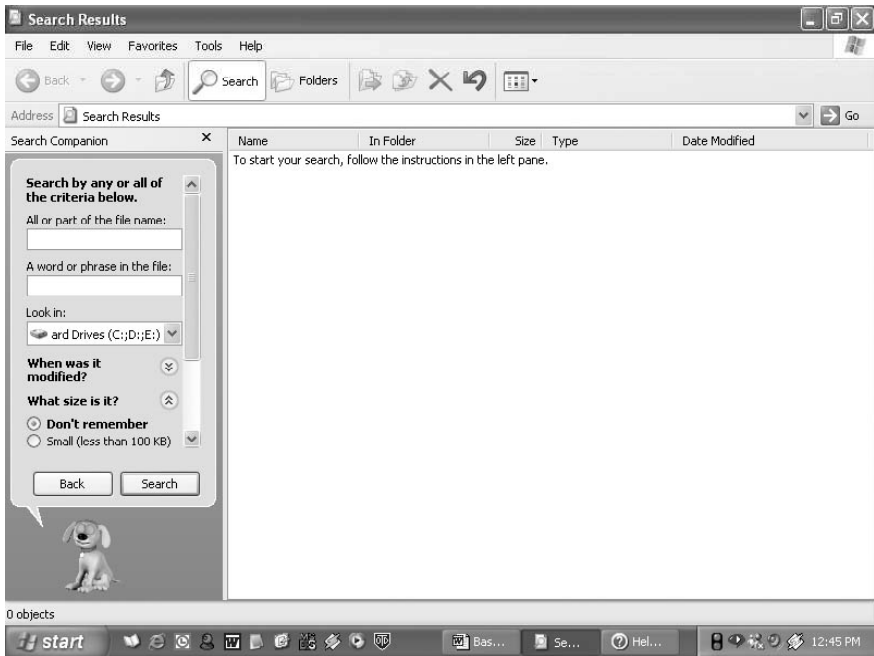 Search Results
File Edit View Favorites Tools Help
Back Search Folders
Address Search Results Go
Search Companion
Name In Folder Size Type Date Modified
To start your search, follow the instructions in the left pane.
Search by any or all of
the criteria below.
All or part of the file name:
A word or phrase in the file:
Look in:
ard Drives (C:;D:;E:)
When was it
modified?
What size is it?
Don't remember
Small (less than 100 KB)
Back Search
0 objects
start Bas... Se... Hel... 12:45 PM